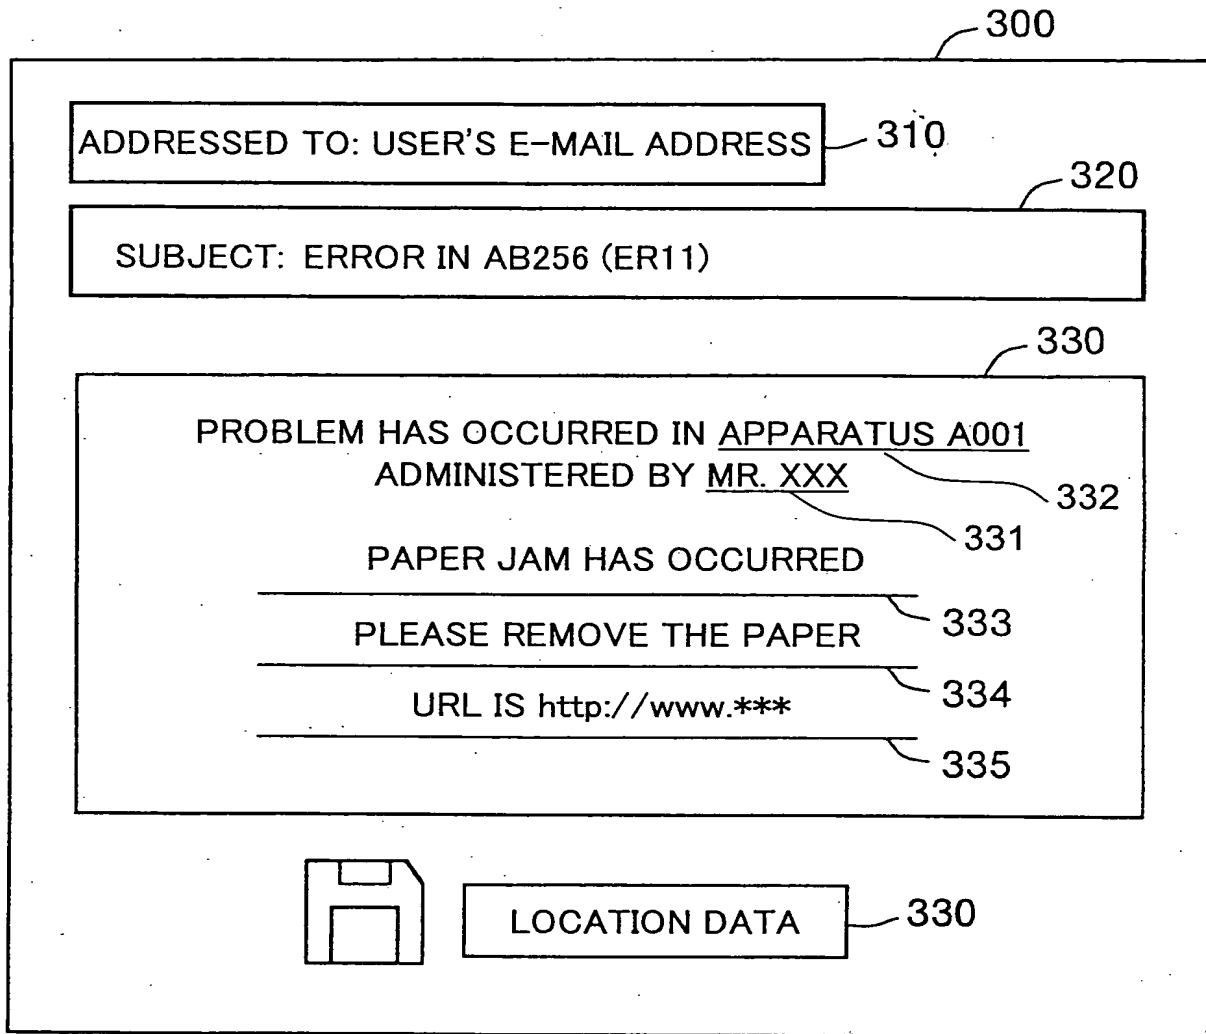 300
ADDRESSED TO: USER'S E-MAIL ADDRESS
310
320
SUBJECT: ERROR IN AB256 (ER11)
330
PROBLEM HAS OCCURRED IN APPARATUS A001
ADMINISTERED BY MR. XXX
332
331
PAPER JAM HAS OCCURRED
333
PLEASE REMOVE THE PAPER
334
URL IS http://www.***
335
LOCATION DATA
330